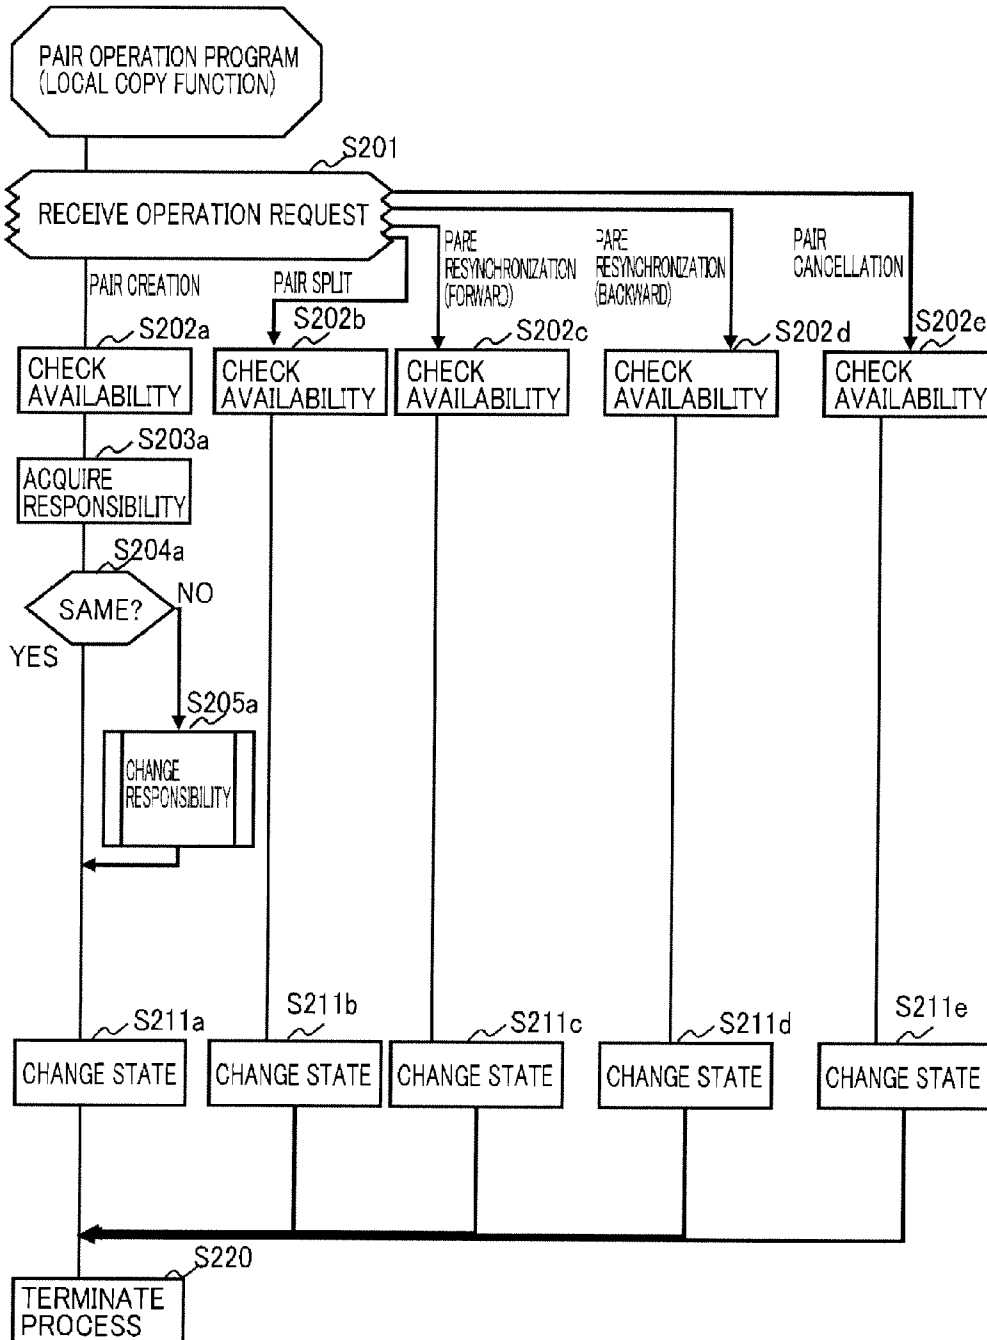 PAIR OPERATION PROGRAM
(LOCAL COPY FUNCTION)
S201
RECEIVE OPERATION REQUEST
PAIR CREATION
PAIR SPLIT
PARE
RESYNCHRONIZATION
(FORWARD)
PARE
RESYNCHRONIZATION
(BACKWARD)
PAIR
CANCELLATION
S202a
S202b
S202c
S202d
S202e
CHECK
AVAILABILITY
CHECK
AVAILABILITY
CHECK
AVAILABILITY
CHECK
AVAILABILITY
CHECK
AVAILABILITY
S203a
ACQUIRE
RESPONSIBILITY
S204a
SAME?
NO
YES
S205a
CHANGE
RESPONSIBILITY
S211a
S211b
S211c
S211d
S211e
CHANGE STATE
CHANGE STATE
CHANGE STATE
CHANGE STATE
CHANGE STATE
S220
TERMINATE
PROCESS